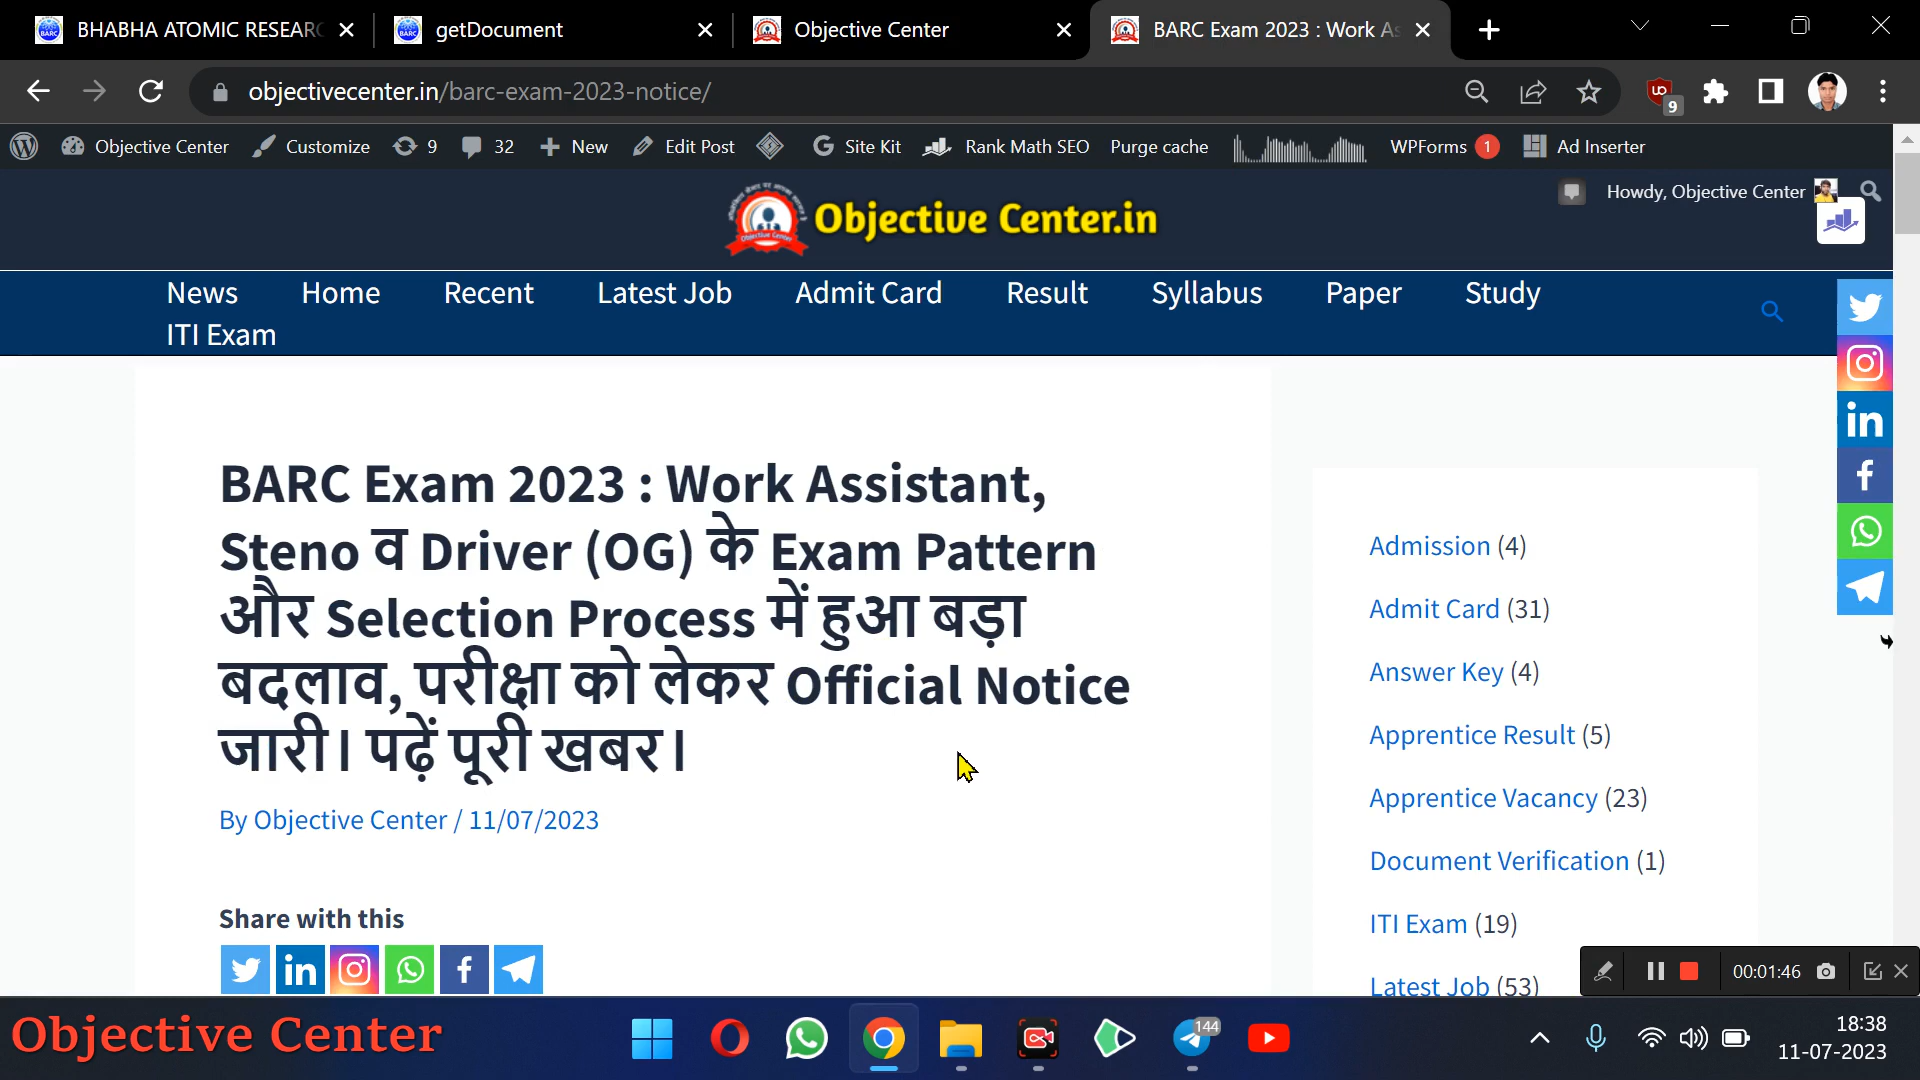 BHABHA ATOMIC RESEARC
getDocument
Objective Center
BARC Exam 2023 : Work As
objectivecenter.in/barc-exam-2023-notice/
9
Objective Center
Customize
9
32
New
Edit Post
Site Kit
Rank Math SEO
Purge cache
WPForms 1
Ad Inserter
Howdy, Objective Center
Objective Center.in
News Home Recent Latest Job Admit Card Result Syllabus Paper Study
ITI Exam
BARC Exam 2023 : Work Assistant,
Steno व Driver (OG) के Exam Pattern
और Selection Process में हुआ बड़ा
बदलाव, परीक्षा को लेकर Official Notice
जारी। पढ़ें पूरी खबर।
By Objective Center / 11/07/2023
Share with this
Admission (4)
Admit Card (31)
Answer Key (4)
Apprentice Result (5)
Apprentice Vacancy (23)
Document Verification (1)
ITI Exam (19)
Latest Job (53)
00:01:46
Objective Center
144
18:38
11-07-2023